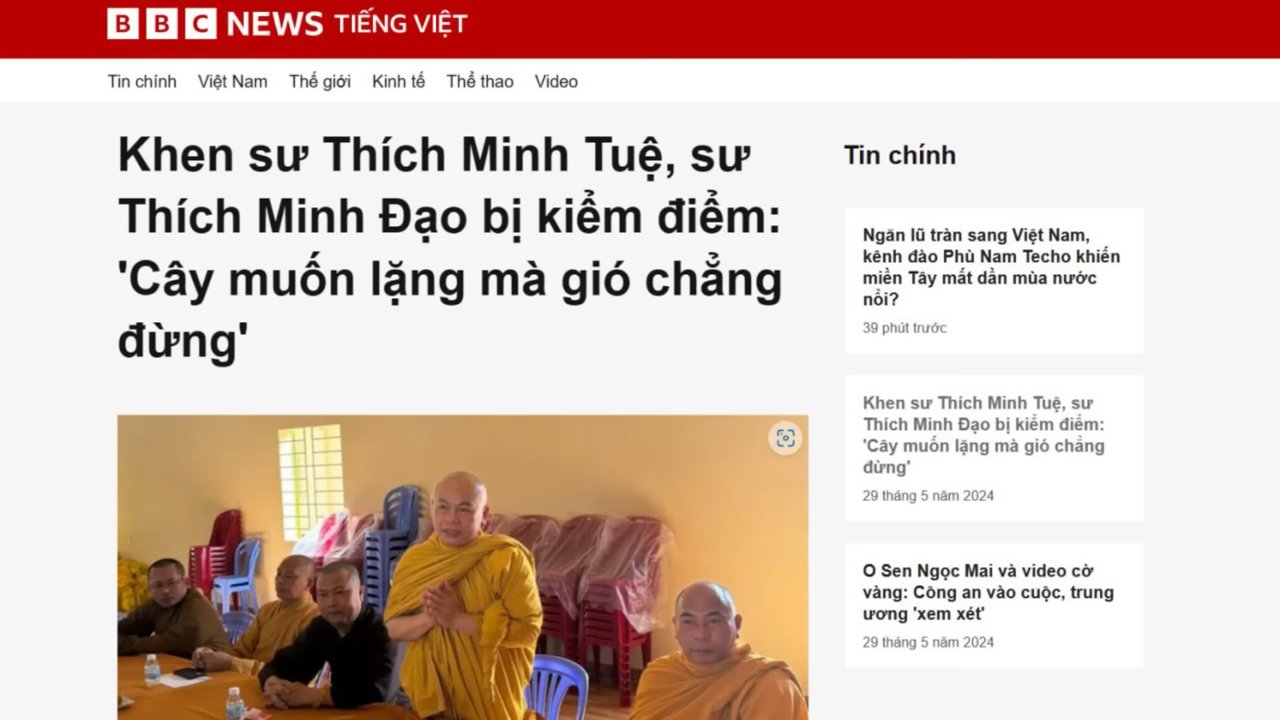 BBC NEWS TIẾNG VIỆT
Tin chính Việt Nam Thế giới Kinh tế Thể thao Video
Khen sư Thích Minh Tuệ, sư
Thích Minh Đạo bị kiểm điểm:
'Cây muốn lặng mà gió chẳng
đừng'
Tin chính
Ngăn lũ tràn sang Việt Nam,
kênh đào Phù Nam Techo khiến
miền Tây mất dần mùa nước
nổi?
39 phút trước
Khen sư Thích Minh Tuệ, sư
Thích Minh Đạo bị kiểm điểm:
'Cây muốn lặng mà gió chẳng
đừng'
29 tháng 5 năm 2024
O Sen Ngọc Mai và video cờ
vàng: Công an vào cuộc, trung
ương 'xem xét'
29 tháng 5 năm 2024